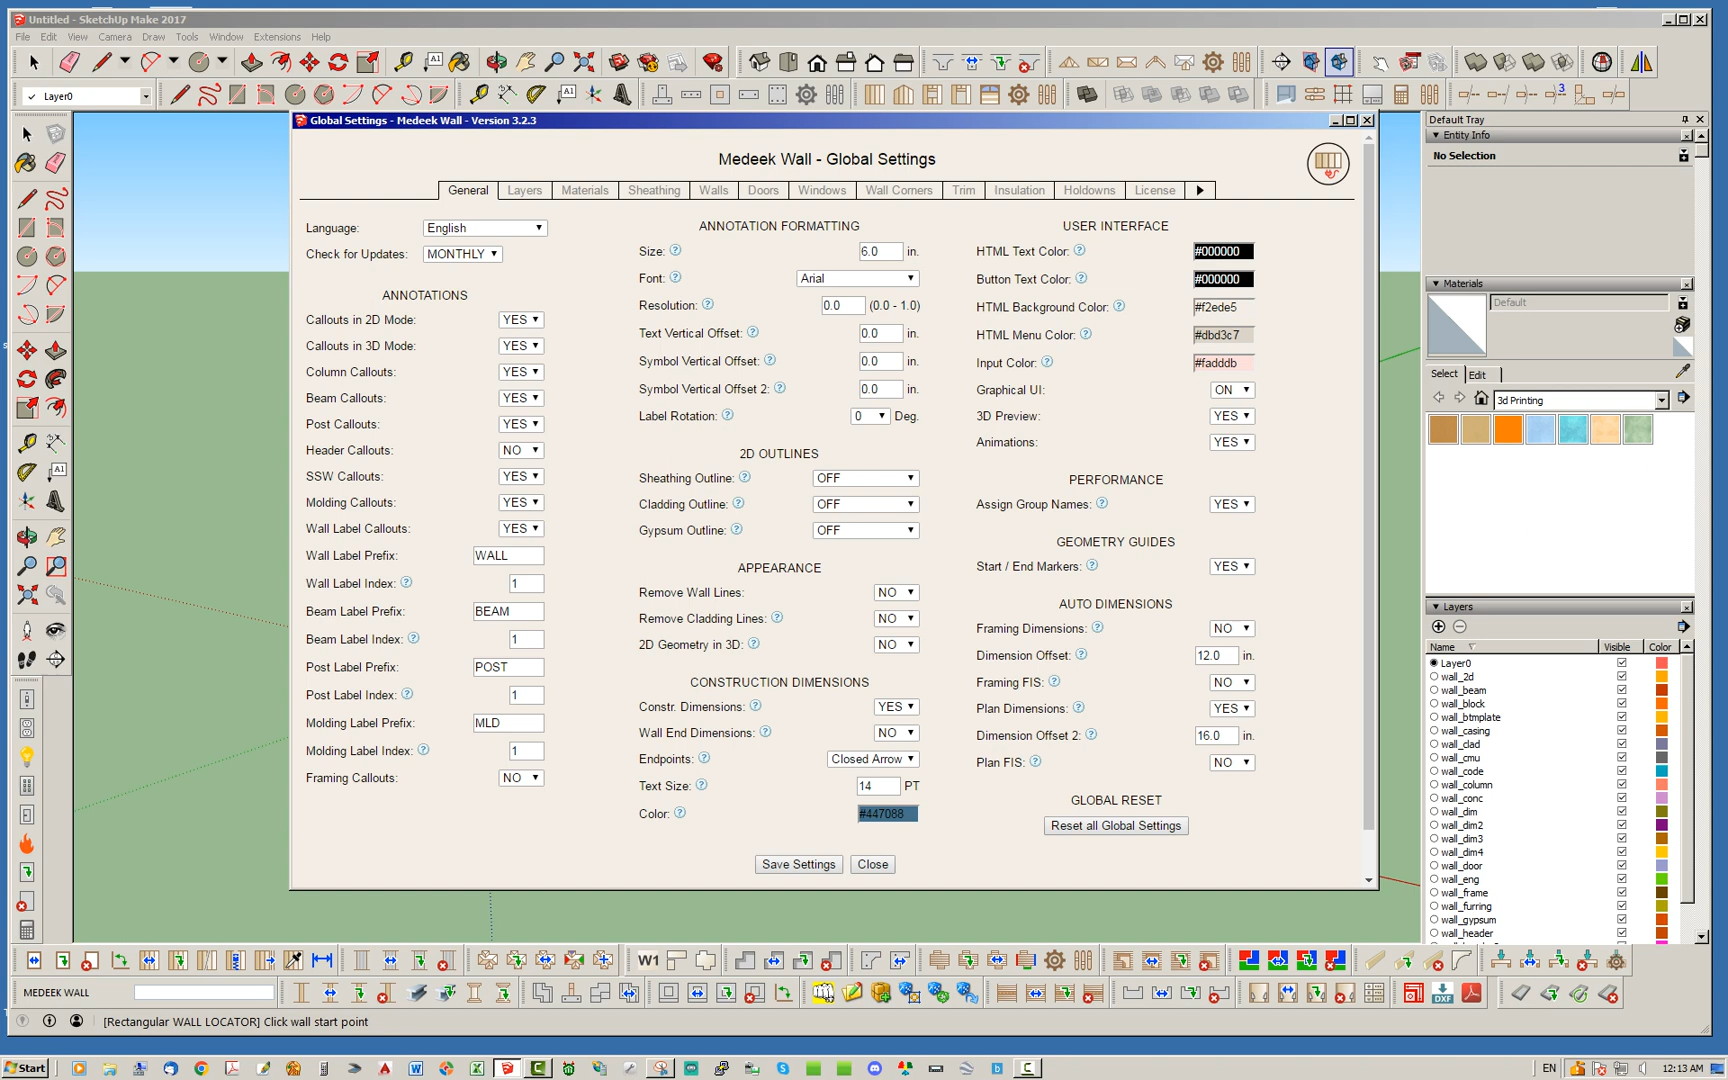 Untitled - SketchUp Make 2017
File Edit View Camera Draw Tools Window Extensions Help
Layer0
Global Settings - Medeek Wall - Version 3.2.3
Medeek Wall - Global Settings
General Layers Materials Sheathing Walls Doors Windows Wall Corners Trim Insulation Holdowns License
Language: English
Check for Updates: MONTHLY
ANNOTATIONS
Callouts in 2D Mode: YES
Callouts in 3D Mode: YES
Column Callouts: YES
Beam Callouts: YES
Post Callouts: YES
Header Callouts: NO
SSW Callouts: YES
Molding Callouts: YES
Wall Label Callouts: YES
Wall Label Prefix: WALL
Wall Label Index: 1
Beam Label Prefix: BEAM
Beam Label Index: 1
Post Label Prefix: POST
Post Label Index: 1
Molding Label Prefix: MLD
Molding Label Index: 1
Framing Callouts: NO
ANNOTATION FORMATTING
Size: 6.0 in.
Font: Arial
Resolution: 0.0 (0.0 - 1.0)
Text Vertical Offset: 0.0 in.
Symbol Vertical Offset: 0.0 in.
Symbol Vertical Offset 2: 0.0 in.
Label Rotation: 0 Deg.
2D OUTLINES
Sheathing Outline: OFF
Cladding Outline: OFF
Gypsum Outline: OFF
APPEARANCE
Remove Wall Lines: NO
Remove Cladding Lines: NO
2D Geometry in 3D: NO
CONSTRUCTION DIMENSIONS
Constr. Dimensions: YES
Wall End Dimensions: NO
Endpoints: Closed Arrow
Text Size: 14 PT
Color: #447088
USER INTERFACE
HTML Text Color: #000000
Button Text Color: #000000
HTML Background Color: #f2ede5
HTML Menu Color: #dbd3c7
Input Color: #fadddb
Graphical UI: ON
3D Preview: YES
Animations: YES
PERFORMANCE
Assign Group Names: YES
GEOMETRY GUIDES
Start / End Markers: YES
AUTO DIMENSIONS
Framing Dimensions: NO
Dimension Offset: 12.0 in.
Framing FIS: NO
Plan Dimensions: YES
Dimension Offset 2: 16.0 in.
Plan FIS: NO
GLOBAL RESET
Reset all Global Settings
Save Settings Close
Default Tray
Entity Info
No Selection
Materials
Default
Select Edit
3d Printing
Layers
Name Visible Color
Layer0
wall_2d
wall_beam
wall_block
wall_btmplate
wall_casing
wall_clad
wall_cmu
wall_code
wall_column
wall_conc
wall_dim
wall_dim2
wall_dim3
wall_dim4
wall_door
wall_eng
wall_frame
wall_furring
wall_gypsum
wall_header
W1
MEDEEK WALL
DXF
[Rectangular WALL LOCATOR] Click wall start point
Start
EN
12:13 AM